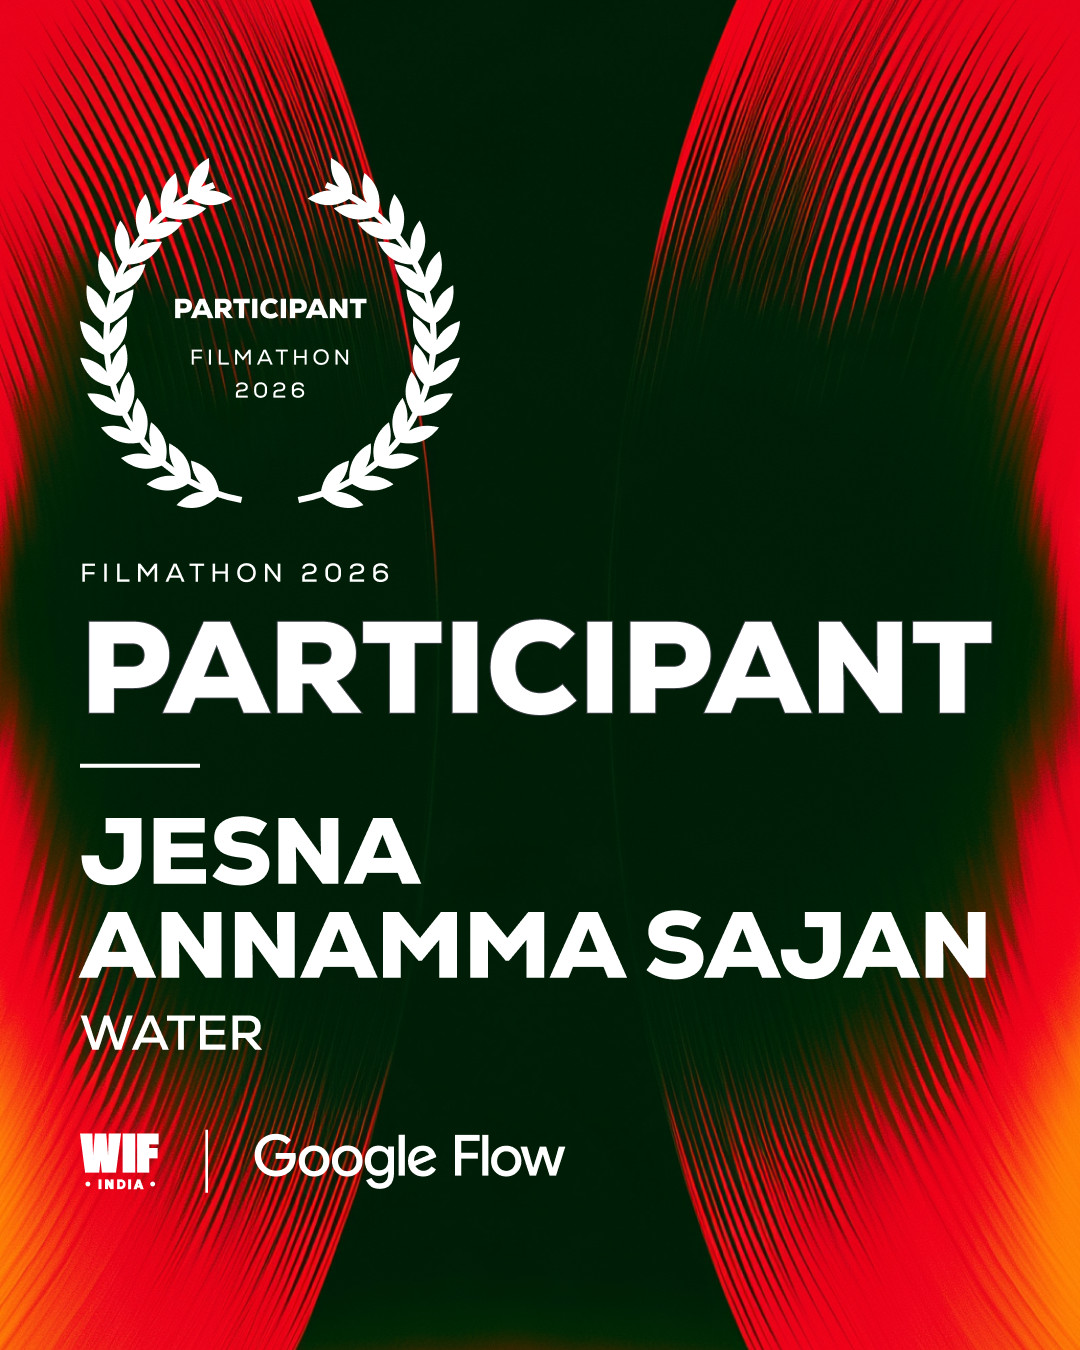 PARTICIPANT
FILMATHON
2026
FILMATHON 2026
PARTICIPANT
JESNA
ANNAMMA SAJAN
WATER
WIF
• INDIA •
Google Flow